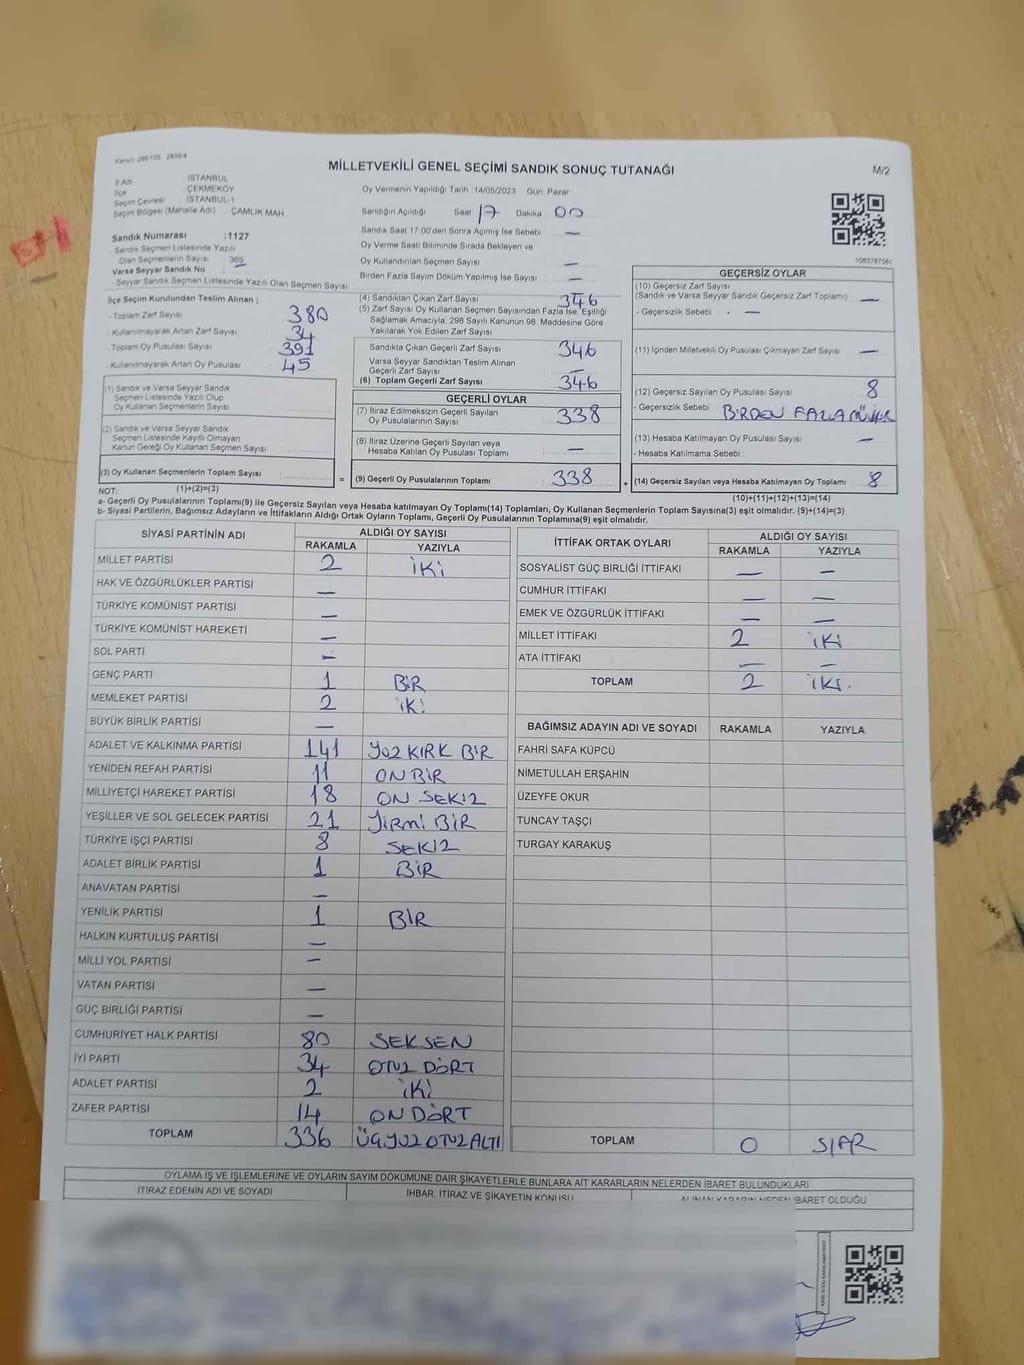 Kanun: 298/105 2839/4
MİLLETVEKİLİ GENEL SEÇİMİ SANDIK SONUÇ TUTANAĞI
M/2
İl Adı İSTANBUL
İlçe ÇEKMEKÖY
Seçim Çevresi İSTANBUL-1
Seçim Bölgesi (Mahalle Adı) : ÇAMLIK MAH
Sandık Numarası :1127
- Sandık Seçmen Listesinde Yazılı
Olan Seçmen Sayısı 369
Varsa Seyyar Sandık No :
- Seyyar Sandık Seçmen Listesinde Yazılı Olan Seçmen Sayısı
Oy Vermenin Yapıldığı Tarih :14/05/2023 Gün: Pazar
Sandığın Açıldığı Saat 17 Dakika 00
Sandık Saat 17.00'den Sonra Açılmış İse Sebebi —
Oy Verme Saati Bitiminde Sırada Bekleyen ve
Oy Kullandırılan Seçmen Sayısı —
Birden Fazla Sayım Döküm Yapılmış İse Sayısı —
İlçe Seçim Kurulundan Teslim Alınan ;
- Toplam Zarf Sayısı 380
- Kullanılmayarak Artan Zarf Sayısı 34
- Toplam Oy Pusulası Sayısı 391
- Kullanılmayarak Artan Oy Pusulası 45
(1) Sandık ve Varsa Seyyar Sandık
Seçmen Listesinde Yazılı Olup
Oy Kullanan Seçmenlerin Sayısı
(2) Sandık ve Varsa Seyyar Sandık
Seçmen Listesinde Kayıtlı Olmayan
Kanun Gereği Oy Kullanan Seçmen Sayısı
(3) Oy Kullanan Seçmenlerin Toplam Sayısı
(1)+(2)=(3)
(4) Sandıktan Çıkan Zarf Sayısı 346
(5) Zarf Sayısı Oy Kullanan Seçmen Sayısından Fazla İse, Eşitliği
Sağlamak Amacıyla, 298 Sayılı Kanunun 98. Maddesine Göre
Yakılarak Yok Edilen Zarf Sayısı
Sandıkta Çıkan Geçerli Zarf Sayısı 346
Varsa Seyyar Sandıktan Teslim Alınan
Geçerli Zarf Sayısı —
(6) Toplam Geçerli Zarf Sayısı 346
GEÇERLİ OYLAR
(7) İtiraz Edilmeksizin Geçerli Sayılan
Oy Pusulalarının Sayısı 338
(8) İtiraz Üzerine Geçerli Sayılan veya
Hesaba Katılan Oy Pusulası Toplamı —
= (9) Geçerli Oy Pusulalarının Toplamı 338
1083787561
GEÇERSİZ OYLAR
(10) Geçersiz Zarf Sayısı
(Sandık ve Varsa Seyyar Sandık Geçersiz Zarf Toplamı) —
- Geçersizlik Sebebi : —
(11) İçinden Milletvekili Oy Pusulası Çıkmayan Zarf Sayısı —
(12) Geçersiz Sayılan Oy Pusulası Sayısı 8
- Geçersizlik Sebebi BİRDEN FAZLA MÜHÜR
(13) Hesaba Katılmayan Oy Pusulası Sayısı —
- Hesaba Katılmama Sebebi :
+ (14) Geçersiz Sayılan veya Hesaba Katılmayan Oy Toplamı 8
(10)+(11)+(12)+(13)=(14)
NOT:
a- Geçerli Oy Pusulalarının Toplamı(9) ile Geçersiz Sayılan veya Hesaba katılmayan Oy Toplamı(14) Toplamları, Oy Kullanan Seçmenlerin Toplam Sayısına(3) eşit olmalıdır. (9)+(14)=(3)
b- Siyasi Partilerin, Bağımsız Adayların ve İttifakların Aldığı Ortak Oyların Toplamı, Geçerli Oy Pusulalarının Toplamına(9) eşit olmalıdır.
SİYASİ PARTİNİN ADI ALDIĞI OY SAYISI
RAKAMLA YAZIYLA
MİLLET PARTİSİ 2 İKİ
HAK VE ÖZGÜRLÜKLER PARTİSİ —
TÜRKİYE KOMÜNİST PARTİSİ —
TÜRKİYE KOMÜNİST HAREKETİ —
SOL PARTİ —
GENÇ PARTİ 1 BİR
MEMLEKET PARTİSİ 2 İKİ
BÜYÜK BİRLİK PARTİSİ —
ADALET VE KALKINMA PARTİSİ 141 YÜZ KIRK BİR
YENİDEN REFAH PARTİSİ 11 ON BİR
MİLLİYETÇİ HAREKET PARTİSİ 18 ON SEKİZ
YEŞİLLER VE SOL GELECEK PARTİSİ 21 YİRMİ BİR
TÜRKİYE İŞÇİ PARTİSİ 8 SEKİZ
ADALET BİRLİK PARTİSİ 1 BİR
ANAVATAN PARTİSİ —
YENİLİK PARTİSİ 1 BİR
HALKIN KURTULUŞ PARTİSİ —
MİLLİ YOL PARTİSİ —
VATAN PARTİSİ —
GÜÇ BİRLİĞİ PARTİSİ —
CUMHURİYET HALK PARTİSİ 80 SEKSEN
İYİ PARTİ 34 OTUZ DÖRT
ADALET PARTİSİ 2 İKİ
ZAFER PARTİSİ 14 ON DÖRT
TOPLAM 336 ÜÇ YÜZ OTUZ ALTI
İTTİFAK ORTAK OYLARI ALDIĞI OY SAYISI
RAKAMLA YAZIYLA
SOSYALİST GÜÇ BİRLİĞİ İTTİFAKI — —
CUMHUR İTTİFAKI — —
EMEK VE ÖZGÜRLÜK İTTİFAKI — —
MİLLET İTTİFAKI 2 İKİ
ATA İTTİFAKI — —
TOPLAM 2 İKİ.
BAĞIMSIZ ADAYIN ADI VE SOYADI RAKAMLA YAZIYLA
FAHRİ SAFA KÜPCÜ
NİMETULLAH ERŞAHİN
ÜZEYFE OKUR
TUNCAY TAŞÇI
TURGAY KARAKUŞ
TOPLAM 0 SIFIR
OYLAMA İŞ VE İŞLEMLERİNE VE OYLARIN SAYIM DÖKÜMÜNE DAİR ŞİKAYETLERLE BUNLARA AİT KARARLARIN NELERDEN İBARET BULUNDUKLARI
İTİRAZ EDENİN ADI VE SOYADI İHBAR, İTİRAZ VE ŞİKAYETİN KONUSU ALINAN KARARIN NEDEN İBARET OLDUĞU